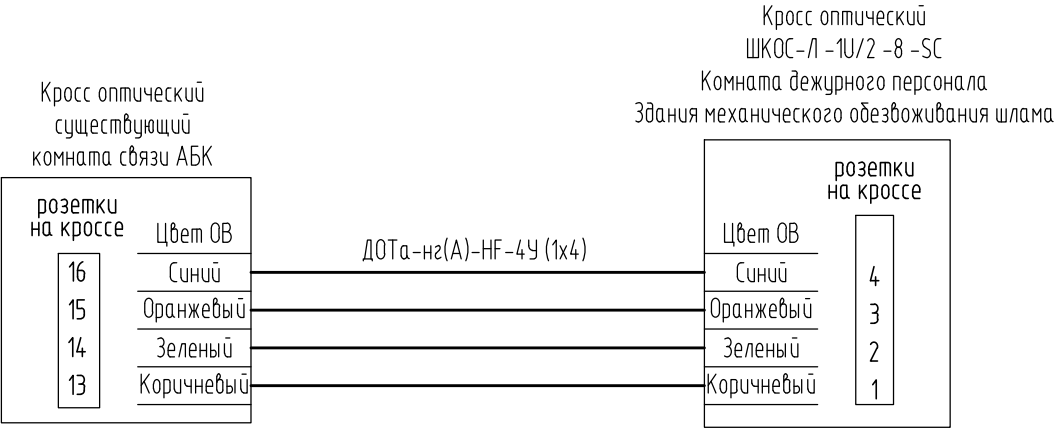 Кросс оптический
ШКОС-Л -1U/2 -8 -SC
Комната дежурного персонала
Здания механического обезвоживания шлама
Кросс оптический
существующий
комната связи АБК
розетки
на кроссе
Цвет ОВ
16 Синий
15 Оранжевый
14 Зеленый
13 Коричневый
ДОТа-нг(А)-HF-4У (1х4)
розетки
на кроссе
Цвет ОВ
Синий 4
Оранжевый 3
Зеленый 2
Коричневый 1